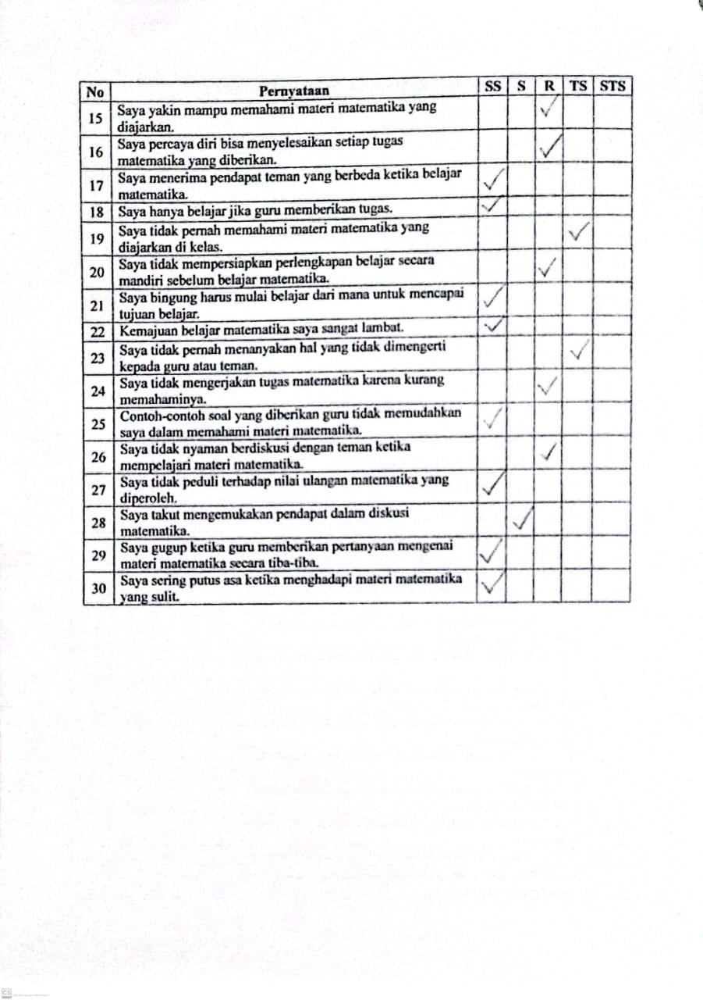 No Pernyataan SS S R TS STS
15 Saya yakin mampu memahami materi matematika yang
diajarkan. ✓
16 Saya percaya diri bisa menyelesaikan setiap tugas
matematika yang diberikan. ✓
17 Saya menerima pendapat teman yang berbeda ketika belajar
matematika. ✓
18 Saya hanya belajar jika guru memberikan tugas. ✓
19 Saya tidak pernah memahami materi matematika yang
diajarkan di kelas. ✓
20 Saya tidak mempersiapkan perlengkapan belajar secara
mandiri sebelum belajar matematika. ✓
21 Saya bingung harus mulai belajar dari mana untuk mencapai
tujuan belajar. ✓
22 Kemajuan belajar matematika saya sangat lambat. ✓
23 Saya tidak pernah menanyakan hal yang tidak dimengerti
kepada guru atau teman. ✓
24 Saya tidak mengerjakan tugas matematika karena kurang
memahaminya. ✓
25 Contoh-contoh soal yang diberikan guru tidak memudahkan
saya dalam memahami materi matematika. ✓
26 Saya tidak nyaman berdiskusi dengan teman ketika
mempelajari materi matematika. ✓
27 Saya tidak peduli terhadap nilai ulangan matematika yang
diperoleh. ✓
28 Saya takut mengemukakan pendapat dalam diskusi
matematika. ✓
29 Saya gugup ketika guru memberikan pertanyaan mengenai
materi matematika secara tiba-tiba. ✓
30 Saya sering putus asa ketika menghadapi materi matematika
yang sulit. ✓
CS